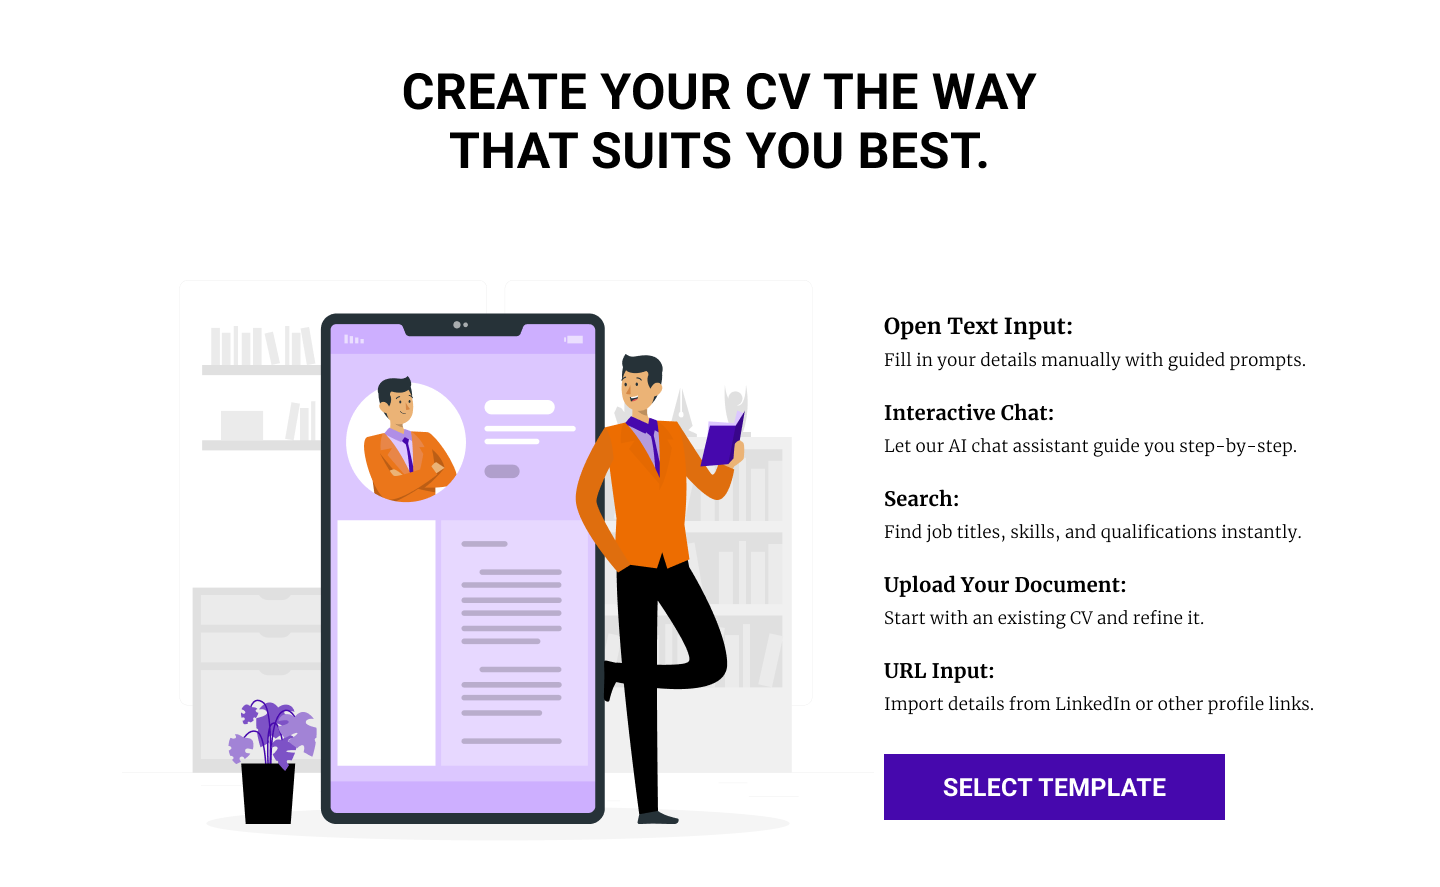 CREATE YOUR CV THE WAY
THAT SUITS YOU BEST.
Open Text Input:
Fill in your details manually with guided prompts.
Interactive Chat:
Let our AI chat assistant guide you step-by-step.
Search:
Find job titles, skills, and qualifications instantly.
Upload Your Document:
Start with an existing CV and refine it.
URL Input:
Import details from LinkedIn or other profile links.
SELECT TEMPLATE